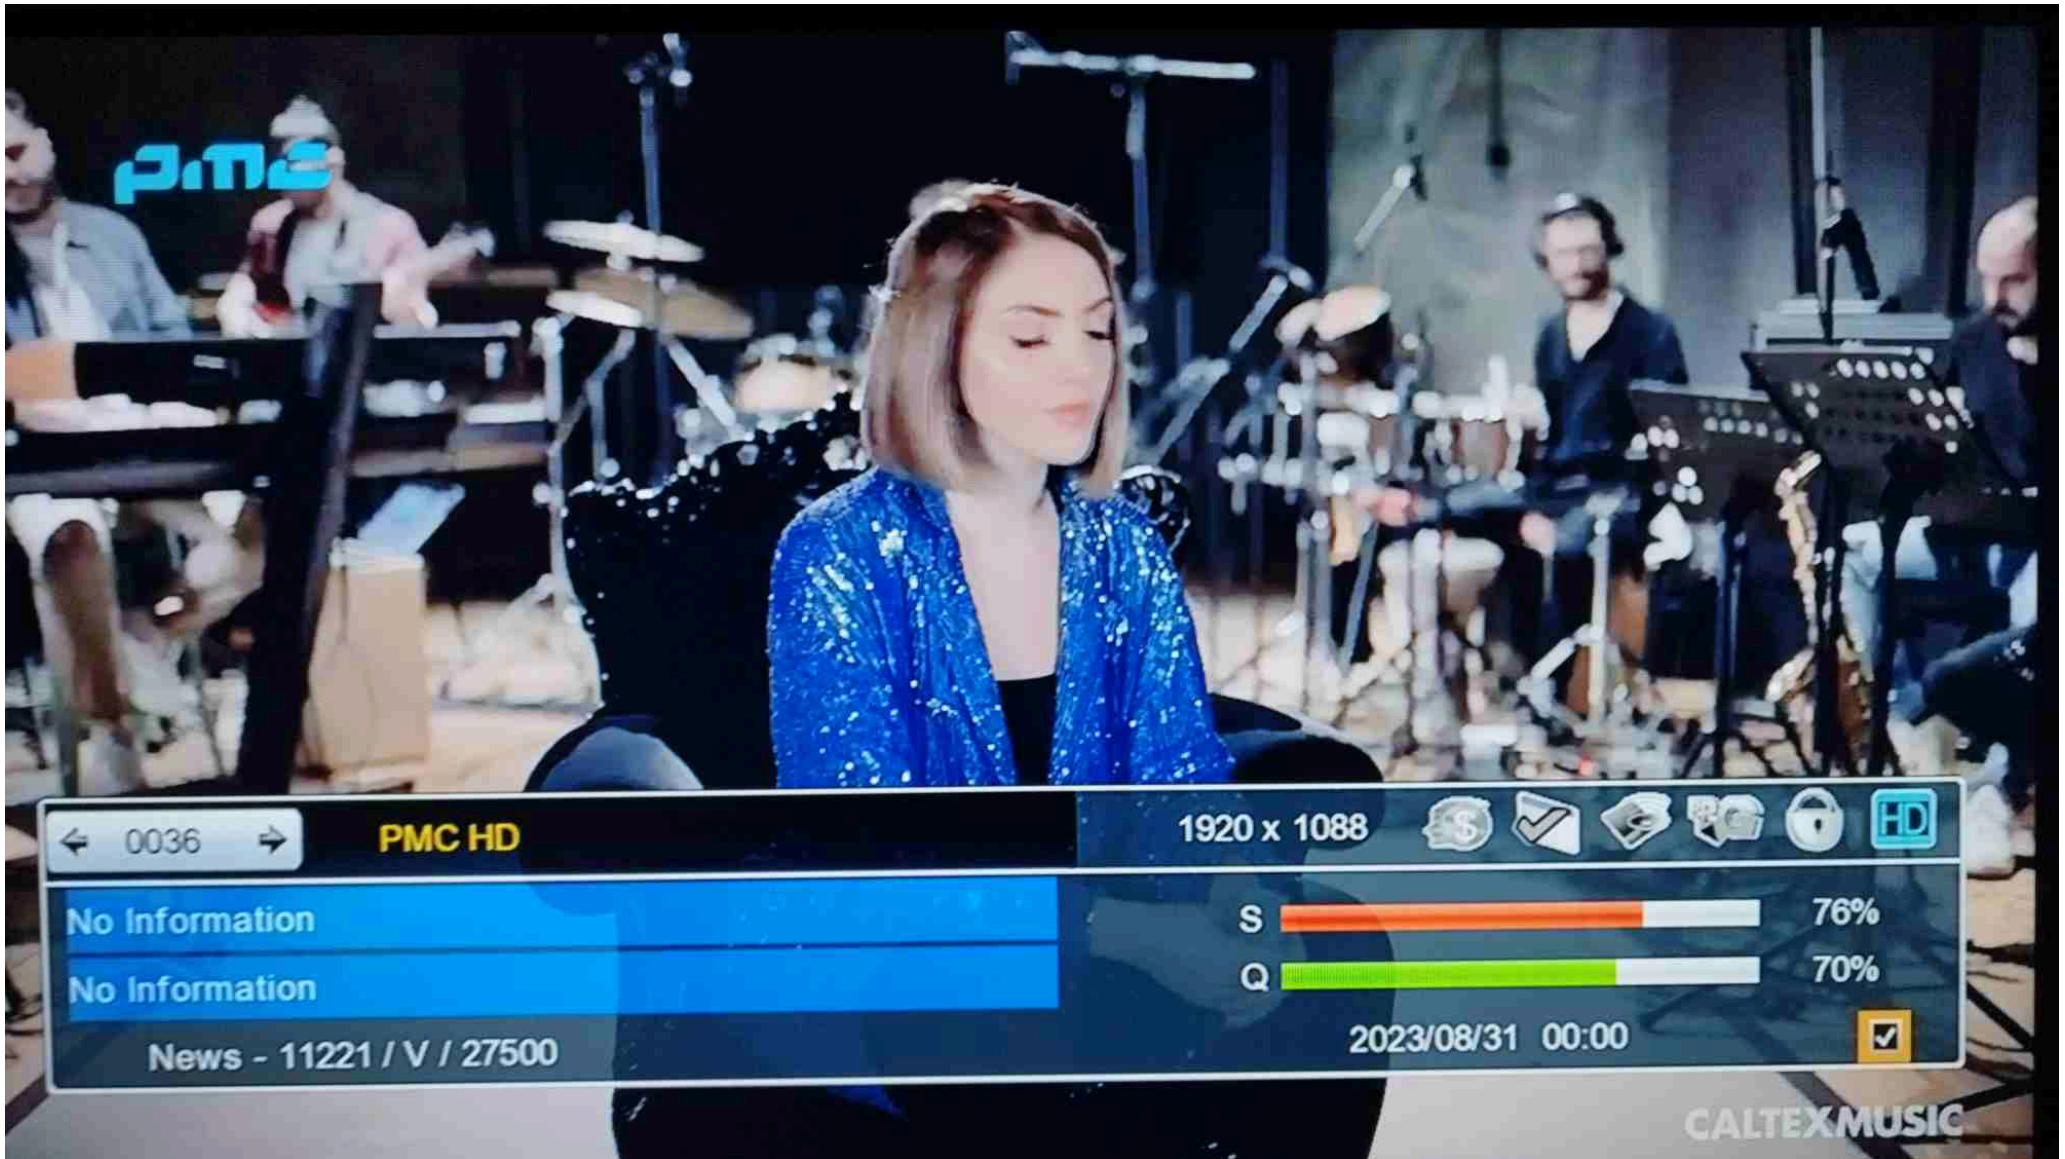 pmc
0036
PMC HD
1920 x 1088
$
HD
No Information
S
76%
No Information
Q
70%
News - 11221 / V / 27500
2023/08/31 00:00
CALTEXMUSIC